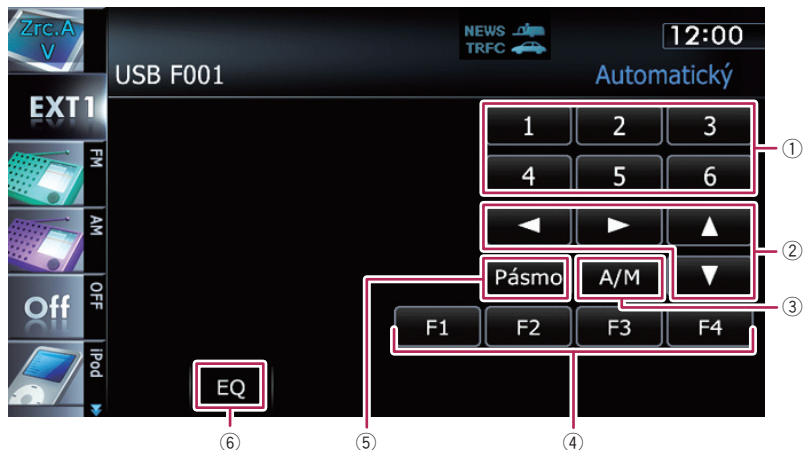 Zrc.A
V
NEWS
TRFC
12:00
USB F001
Automatický
EXT1
FM
AM
Off
OFF
iPod
1 2 3
4 5 6
①
②
Pásmo A/M
③
F1 F2 F3 F4
EQ
⑥ ⑤ ④